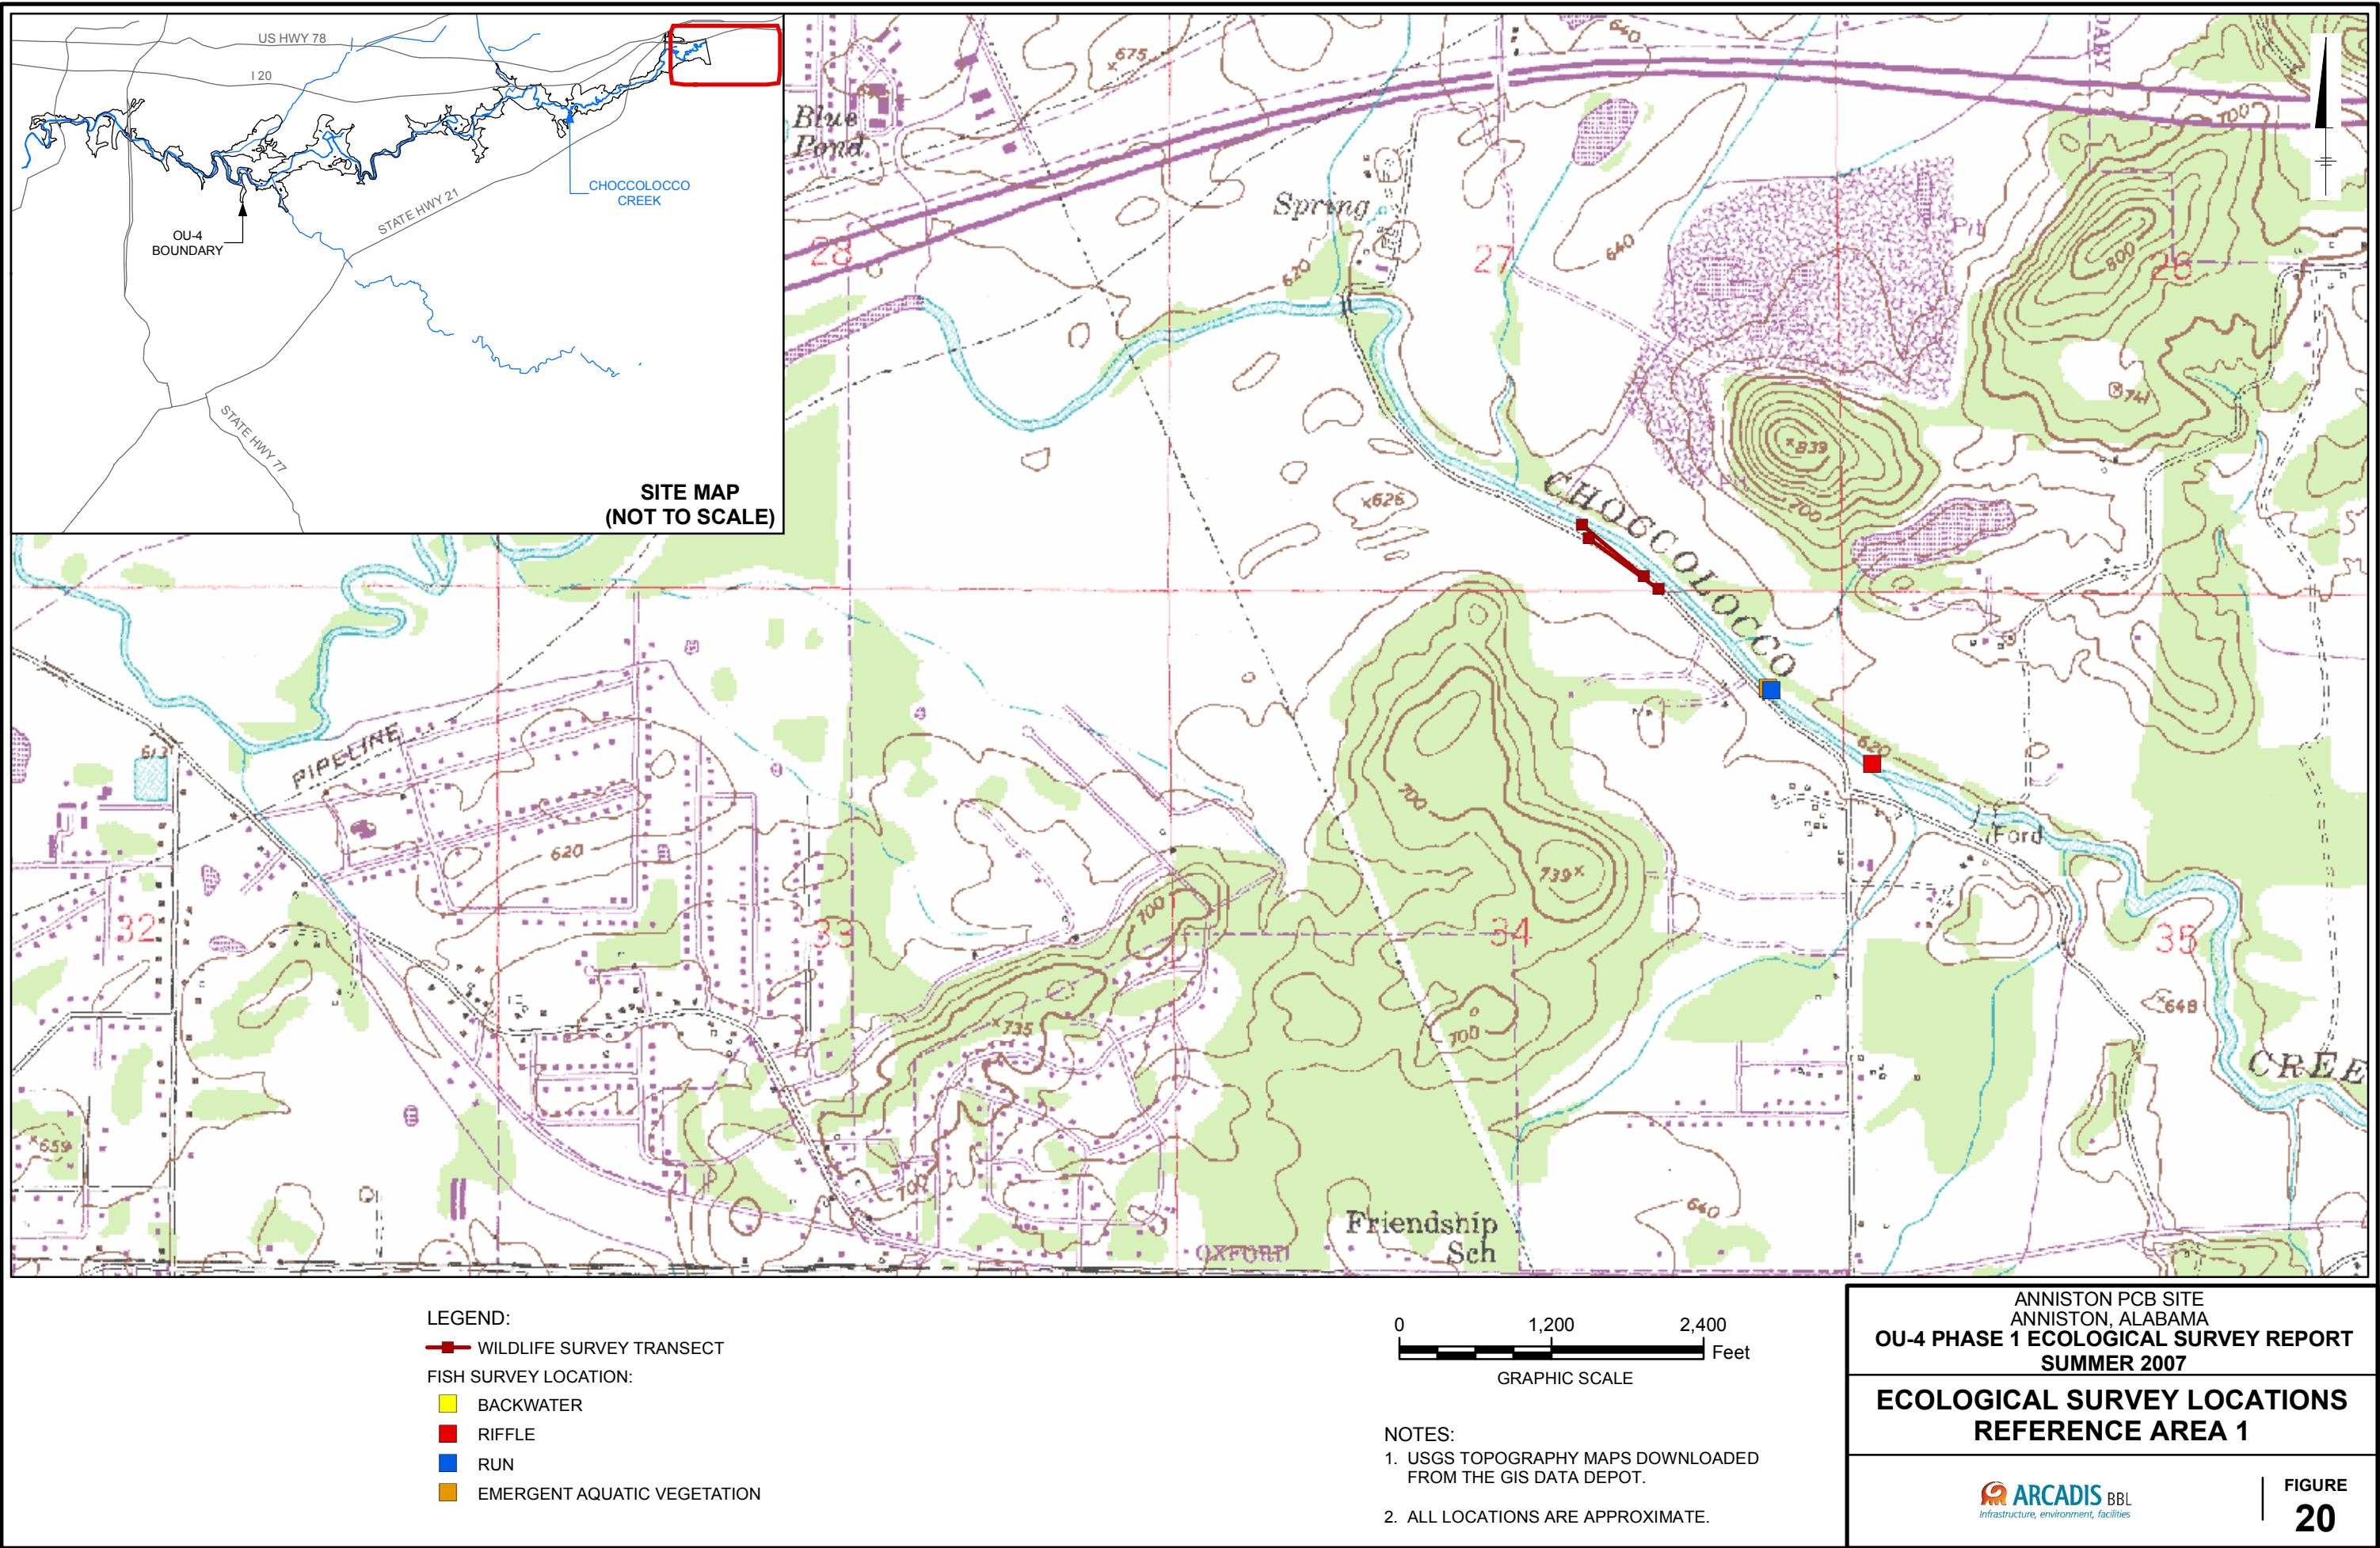 US HWY 78
I 20
CHOCCOLOCCO
CREEK
STATE HWY 21
OU-4
BOUNDARY
STATE HWY 77
SITE MAP
(NOT TO SCALE)
675
640
700
Blue
Pond
Spring
28
27
26
620
640
800
741
839
700
626
CHOCCOLOCCO
613
PIPELINE
620
620
700
739
Ford
32
33
34
35
700
735
700
648
CREE
659
700
640
Friendship
Sch
OXFORD
LEGEND:
WILDLIFE SURVEY TRANSECT
FISH SURVEY LOCATION:
BACKWATER
RIFFLE
RUN
EMERGENT AQUATIC VEGETATION
0 1,200 2,400
Feet
GRAPHIC SCALE
NOTES:
1. USGS TOPOGRAPHY MAPS DOWNLOADED
FROM THE GIS DATA DEPOT.
2. ALL LOCATIONS ARE APPROXIMATE.
ANNISTON PCB SITE
ANNISTON, ALABAMA
OU-4 PHASE 1 ECOLOGICAL SURVEY REPORT
SUMMER 2007
ECOLOGICAL SURVEY LOCATIONS
REFERENCE AREA 1
ARCADIS BBL
Infrastructure, environment, facilities
FIGURE
20